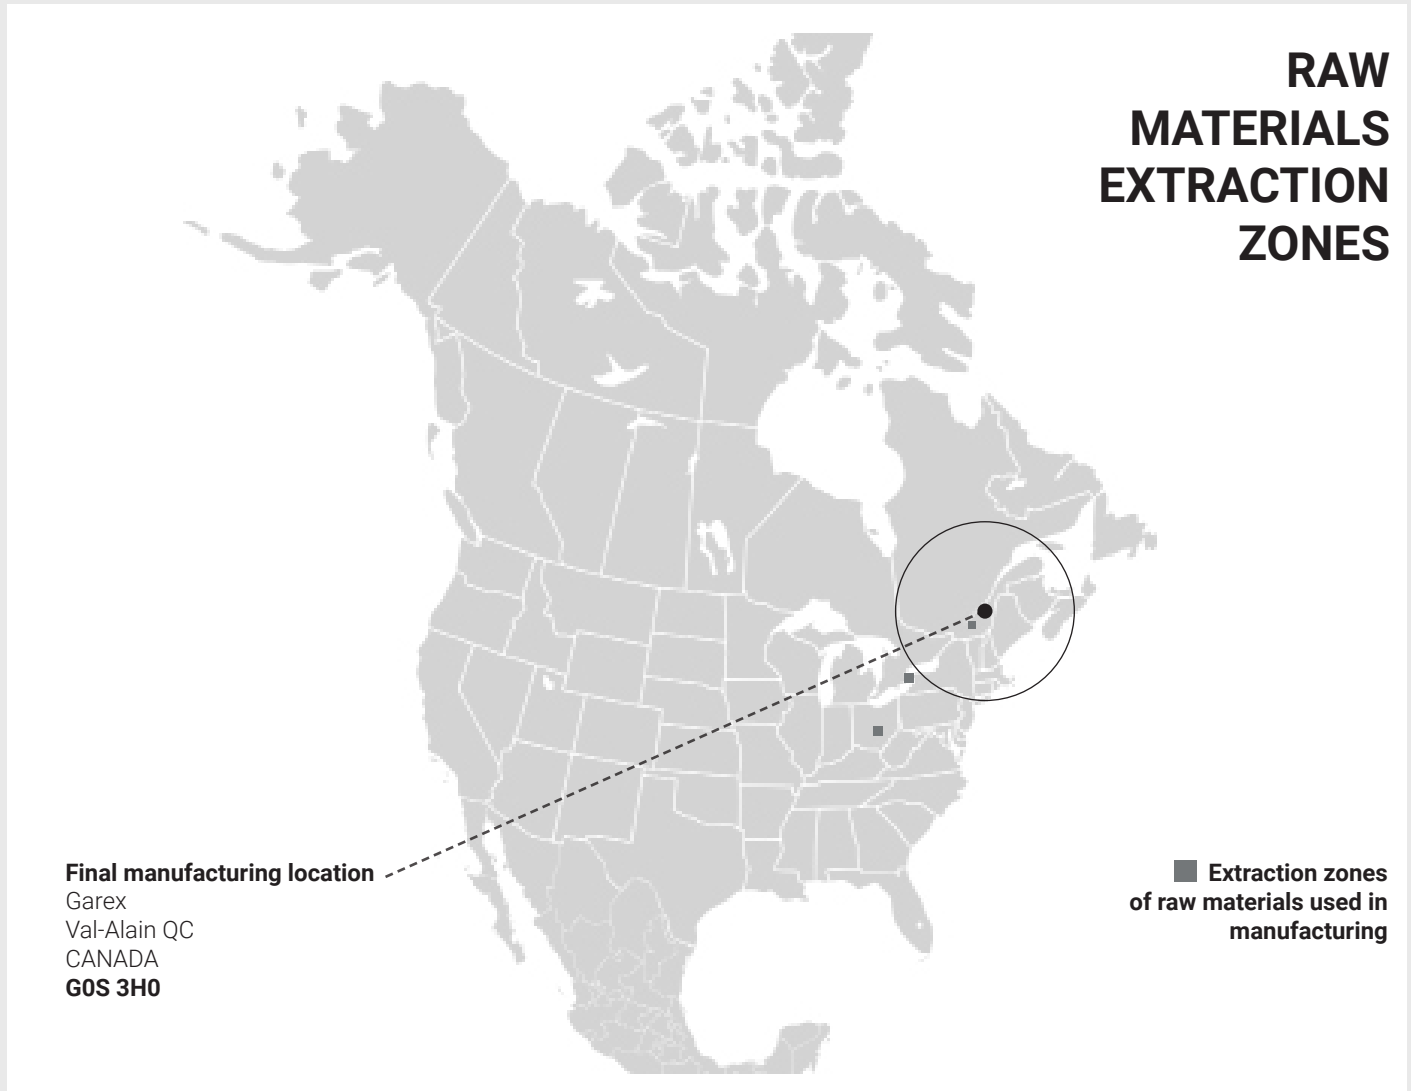 RAW
MATERIALS
EXTRACTION
ZONES
Final manufacturing location
Garex
Val-Alain QC
CANADA
G0S 3H0
Extraction zones
of raw materials used in
manufacturing